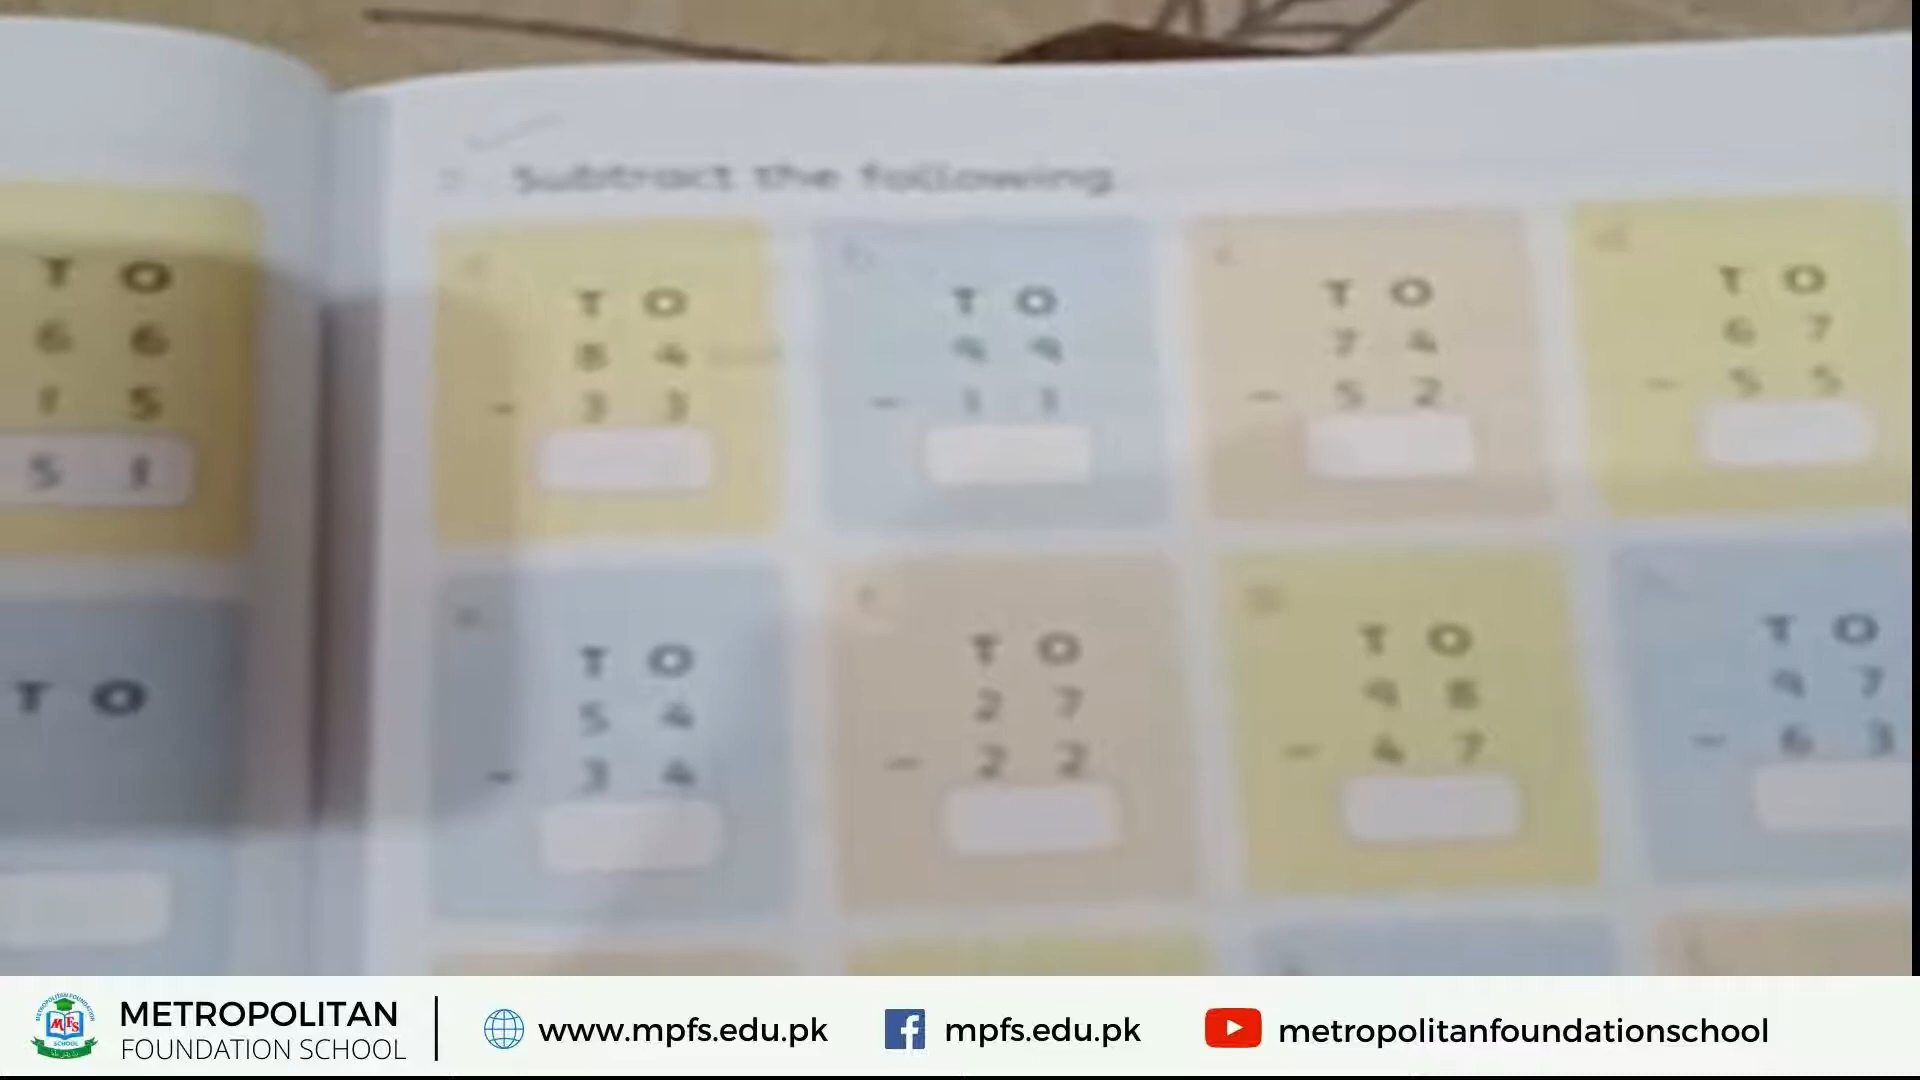 T O
6 6
1 5
5 1
T O
Subtract the following
a
T O
8 4
- 3 3
b
T O
9 9
- 1 1
c
T O
7 4
- 5 2
d
T O
6 7
- 5 5
e
T O
5 4
- 3 4
f
T O
2 7
- 2 2
g
T O
9 8
- 4 7
h
T O
9 7
- 6 3
METROPOLITAN
FOUNDATION SCHOOL
www.mpfs.edu.pk
mpfs.edu.pk
metropolitanfoundationschool
MFS
SCHOOL